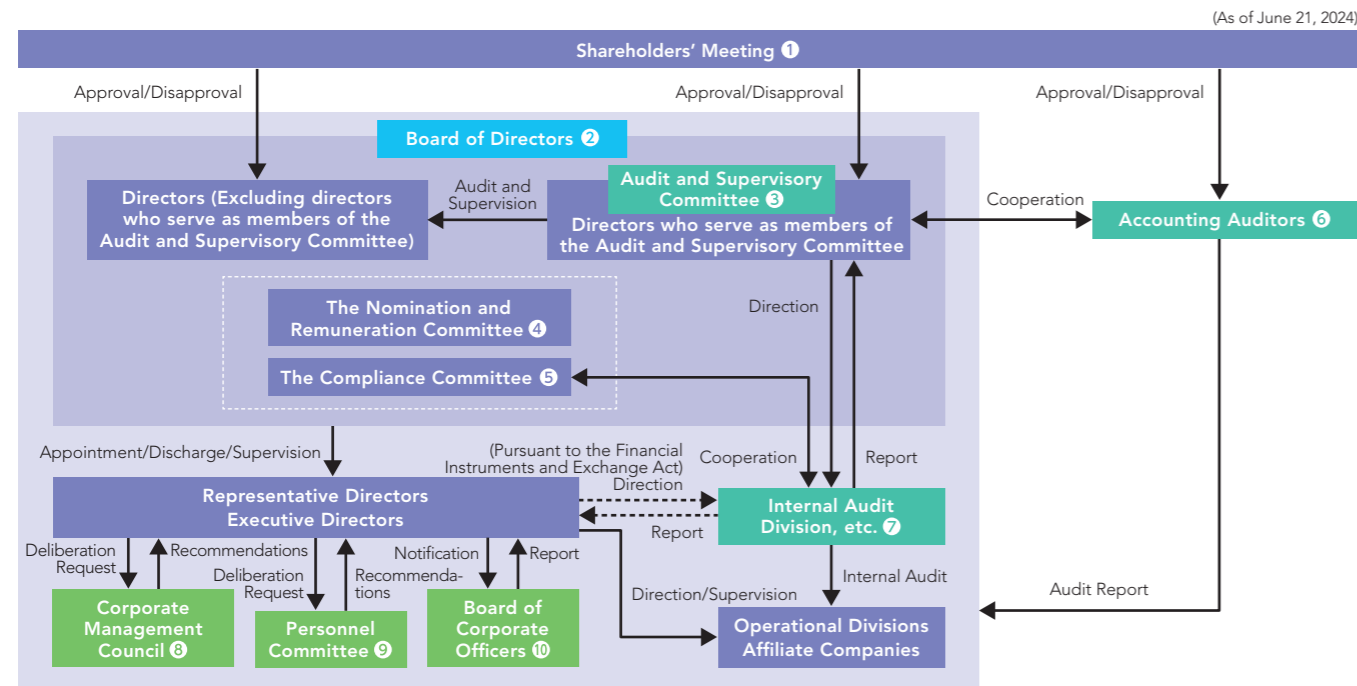 (As of June 21, 2024)
Shareholders’ Meeting ❶
Approval/Disapproval
Approval/Disapproval
Approval/Disapproval
Board of Directors ❷
Directors (Excluding directors
who serve as members of the
Audit and Supervisory Committee)
Audit and
Supervision
Audit and Supervisory
Committee ❸
Directors who serve as members of
the Audit and Supervisory Committee
Cooperation
Accounting Auditors ❻
The Nomination and
Remuneration Committee ❹
Direction
The Compliance Committee ❺
Appointment/Discharge/Supervision
(Pursuant to the Financial
Instruments and Exchange Act)
Direction
Cooperation
Report
Representative Directors
Executive Directors
Report
Internal Audit
Division, etc. ❼
Deliberation
Request
Recommendations
Deliberation
Request
Recommenda-
tions
Notification
Report
Internal Audit
Direction/Supervision
Audit Report
Corporate
Management
Council ❽
Personnel
Committee ❾
Board of
Corporate
Officers ❿
Operational Divisions
Affiliate Companies